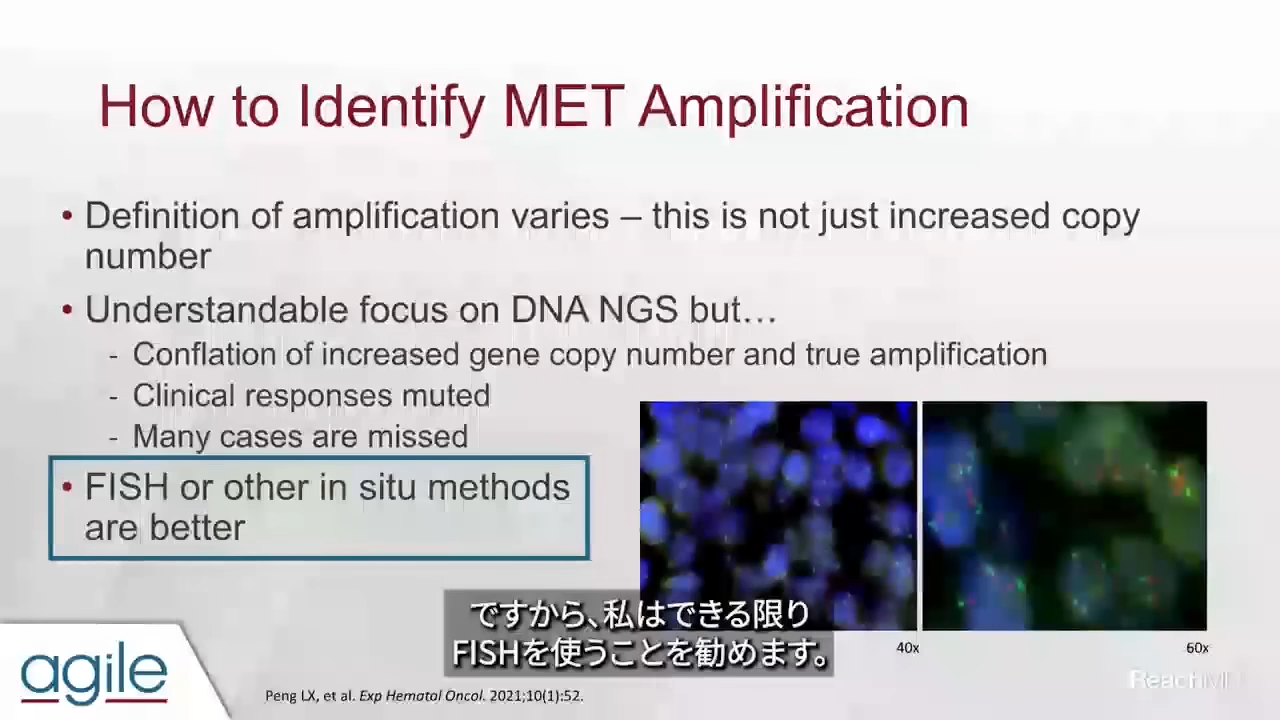 How to Identify MET Amplification
• Definition of amplification varies – this is not just increased copy
number
• Understandable focus on DNA NGS but…
- Conflation of increased gene copy number and true amplification
- Clinical responses muted
- Many cases are missed
• FISH or other in situ methods
are better
ですから、私はできる限り
FISHを使うことを勧めます。
40x
60x
agile
Peng LX, et al. Exp Hematol Oncol. 2021;10(1):52.